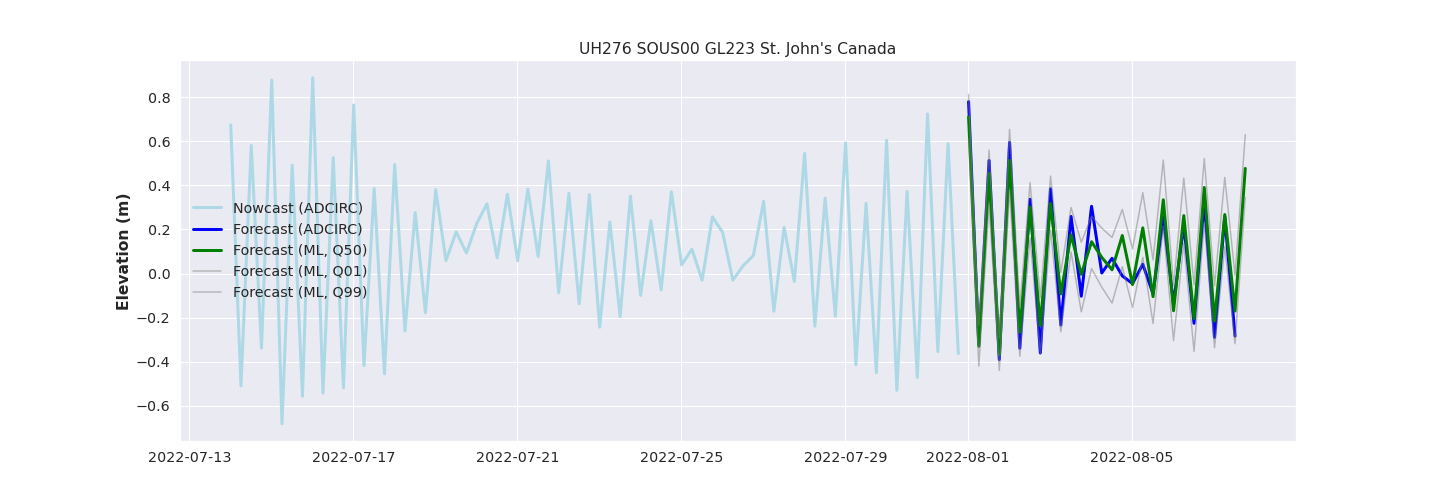 UH276 SOUS00 GL223 St. John's Canada
Elevation (m)
0.8
0.6
0.4
0.2
0.0
−0.2
−0.4
−0.6
Nowcast (ADCIRC)
Forecast (ADCIRC)
Forecast (ML, Q50)
Forecast (ML, Q01)
Forecast (ML, Q99)
2022-07-13 2022-07-17 2022-07-21 2022-07-25 2022-07-29 2022-08-01 2022-08-05